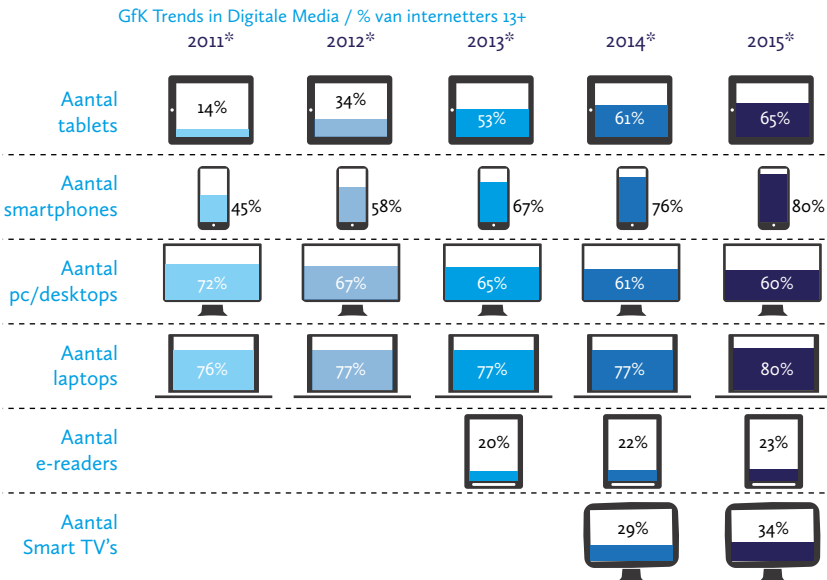 GfK Trends in Digitale Media / % van internetters 13+
2011* 2012* 2013* 2014* 2015*
Aantal
tablets
14% 34% 53% 61% 65%
Aantal
smartphones
45% 58% 67% 76% 80%
Aantal
pc/desktops
72% 67% 65% 61% 60%
Aantal
laptops
76% 77% 77% 77% 80%
Aantal
e-readers
20% 22% 23%
Aantal
Smart TV's
29% 34%